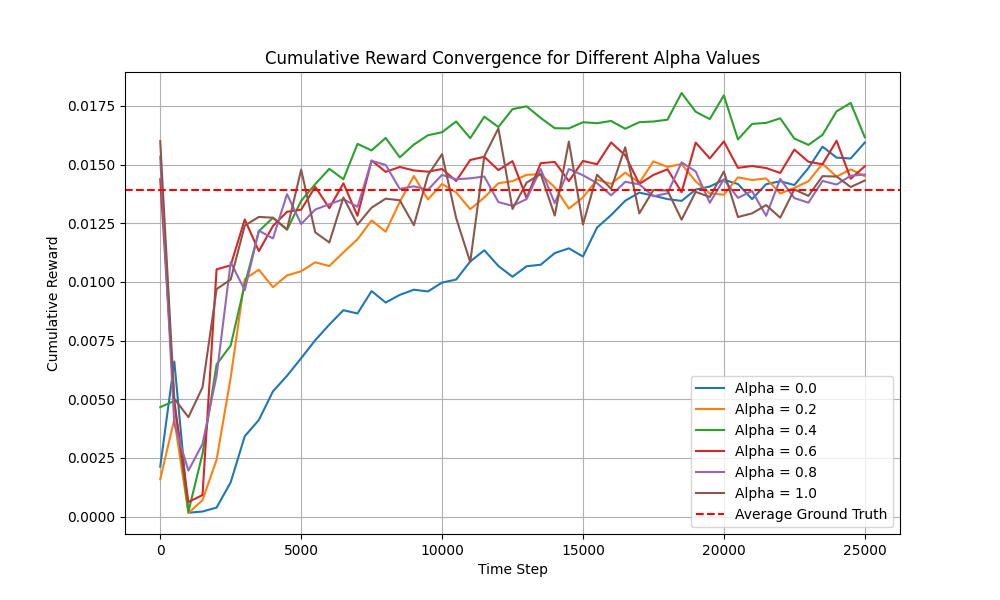 Cumulative Reward Convergence for Different Alpha Values
0.0175
0.0150
0.0125
0.0100
0.0075
0.0050
0.0025
0.0000
Cumulative Reward
0 5000 10000 15000 20000 25000
Time Step
Alpha = 0.0
Alpha = 0.2
Alpha = 0.4
Alpha = 0.6
Alpha = 0.8
Alpha = 1.0
Average Ground Truth